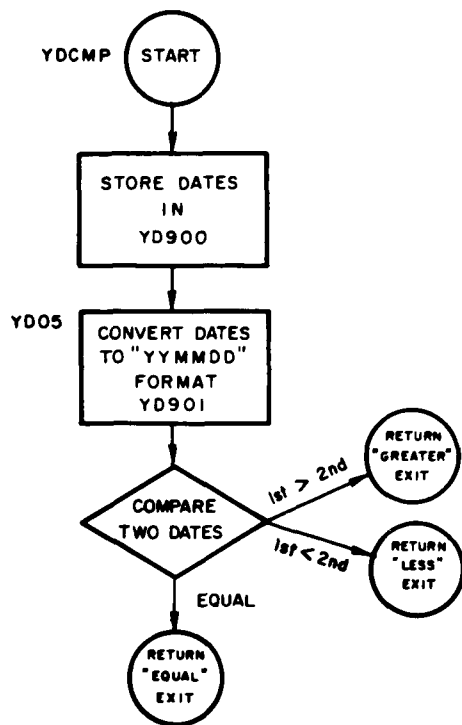 YDCMP
START
STORE DATES
IN
YD900
YD05
CONVERT DATES
TO "YYMMDD"
FORMAT
YD901
COMPARE
TWO DATES
1st > 2nd
RETURN
"GREATER"
EXIT
1st < 2nd
RETURN
"LESS"
EXIT
EQUAL
RETURN
"EQUAL"
EXIT